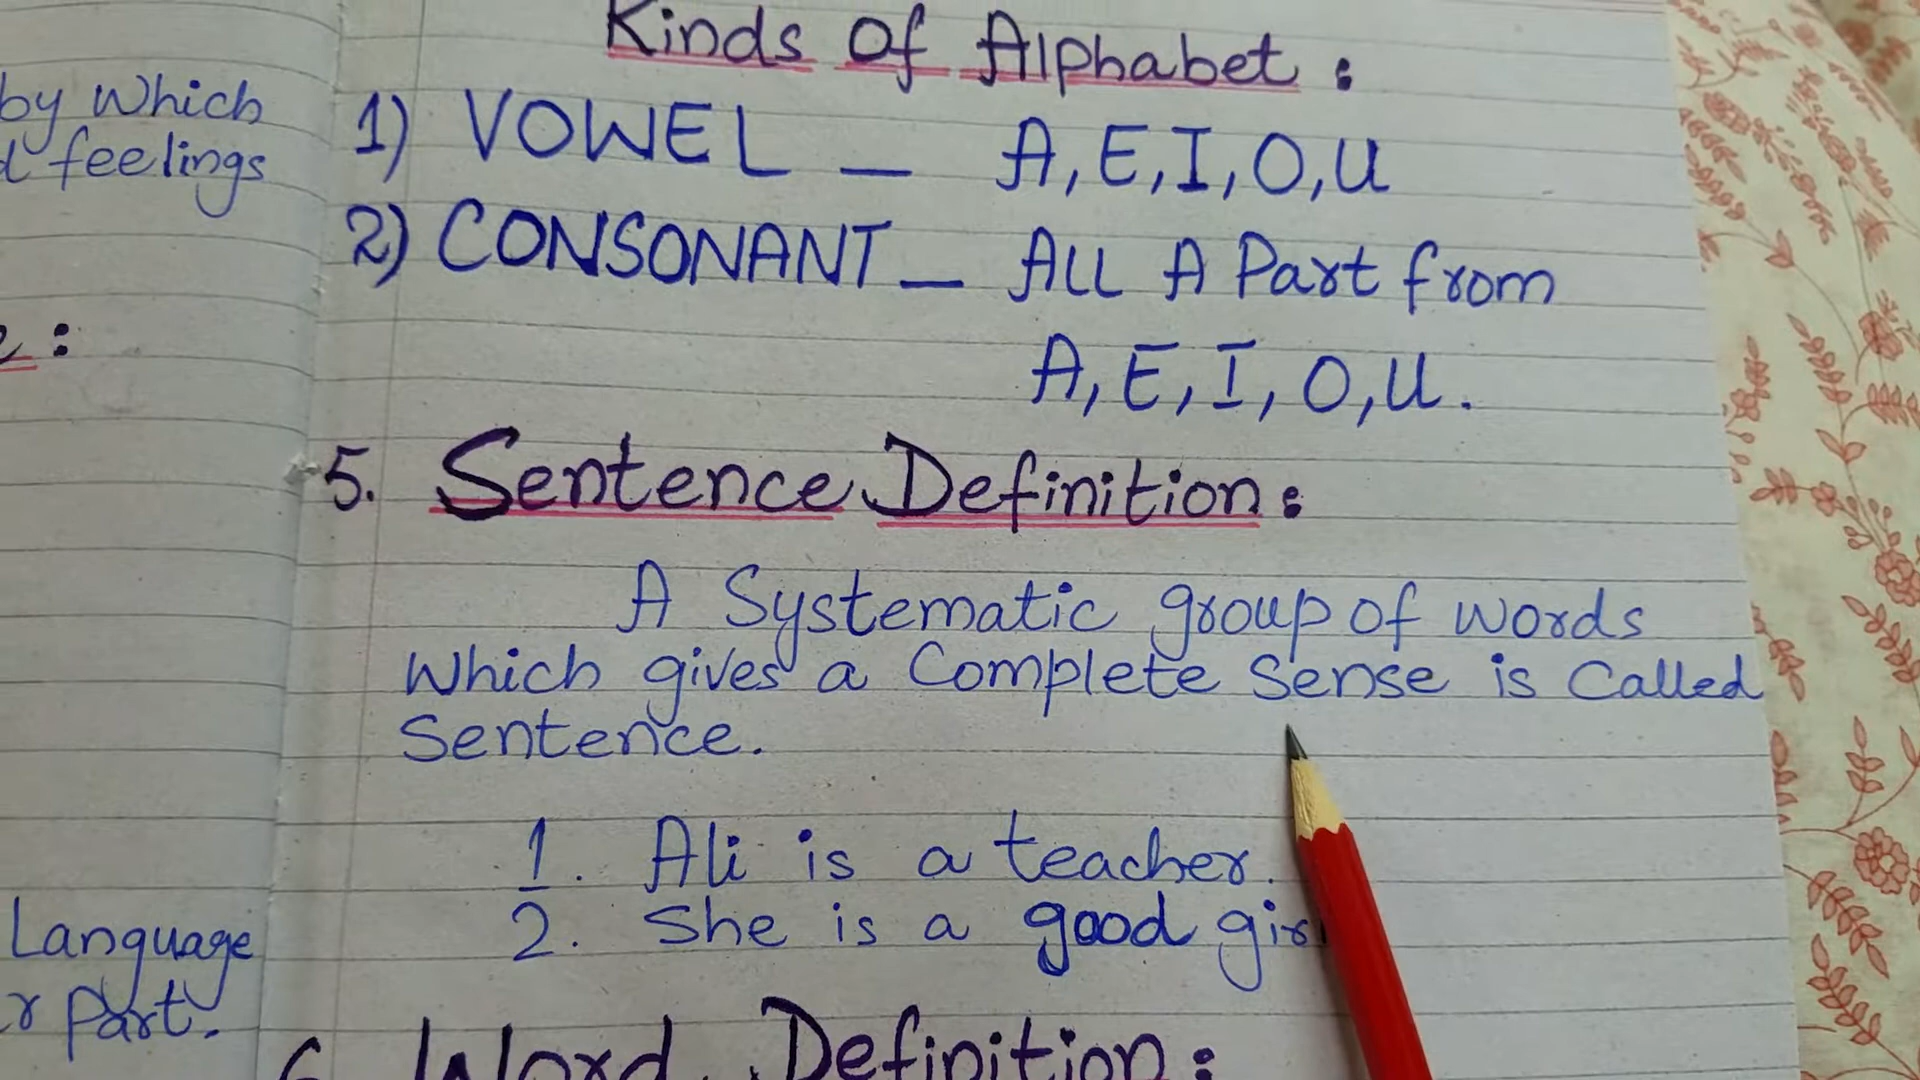 by which
feelings
:
Language
Part.
Kinds Of Alphabet :
1) VOWEL _ A, E, I, O, U
2) CONSONANT _ ALL A Part from
A, E, I, O, U.
5. Sentence Definition :
A Systematic group of words
which gives a Complete Sense is Called
Sentence.
1. Ali is a teacher.
2. She is a good
6. Word Definition :